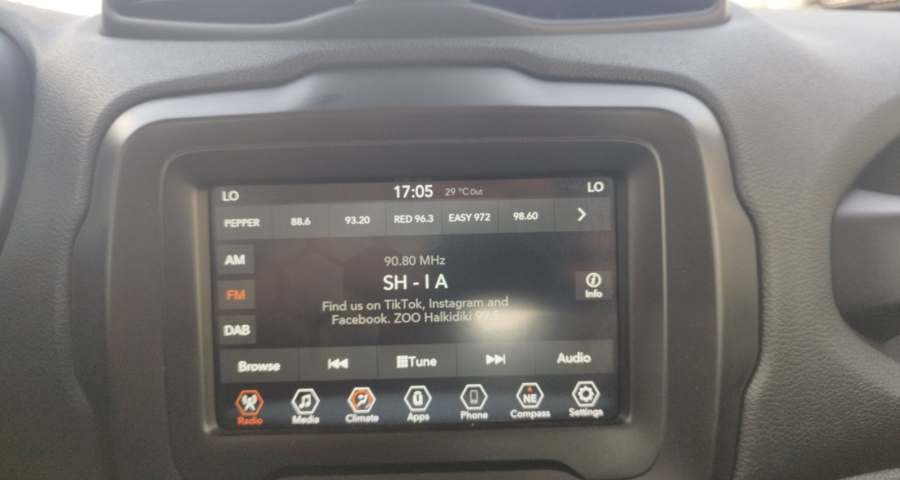 LO 17:05 29 °C Out LO
PEPPER 88.6 93.20 RED 96.3 EASY 972 98.60
AM
90.80 MHz
SH - I A
FM
Info
Find us on TikTok, Instagram and
Facebook. ZOO Halkidiki 99.5
DAB
Browse Tune Audio
Radio Media Climate Apps Phone NE Compass Settings